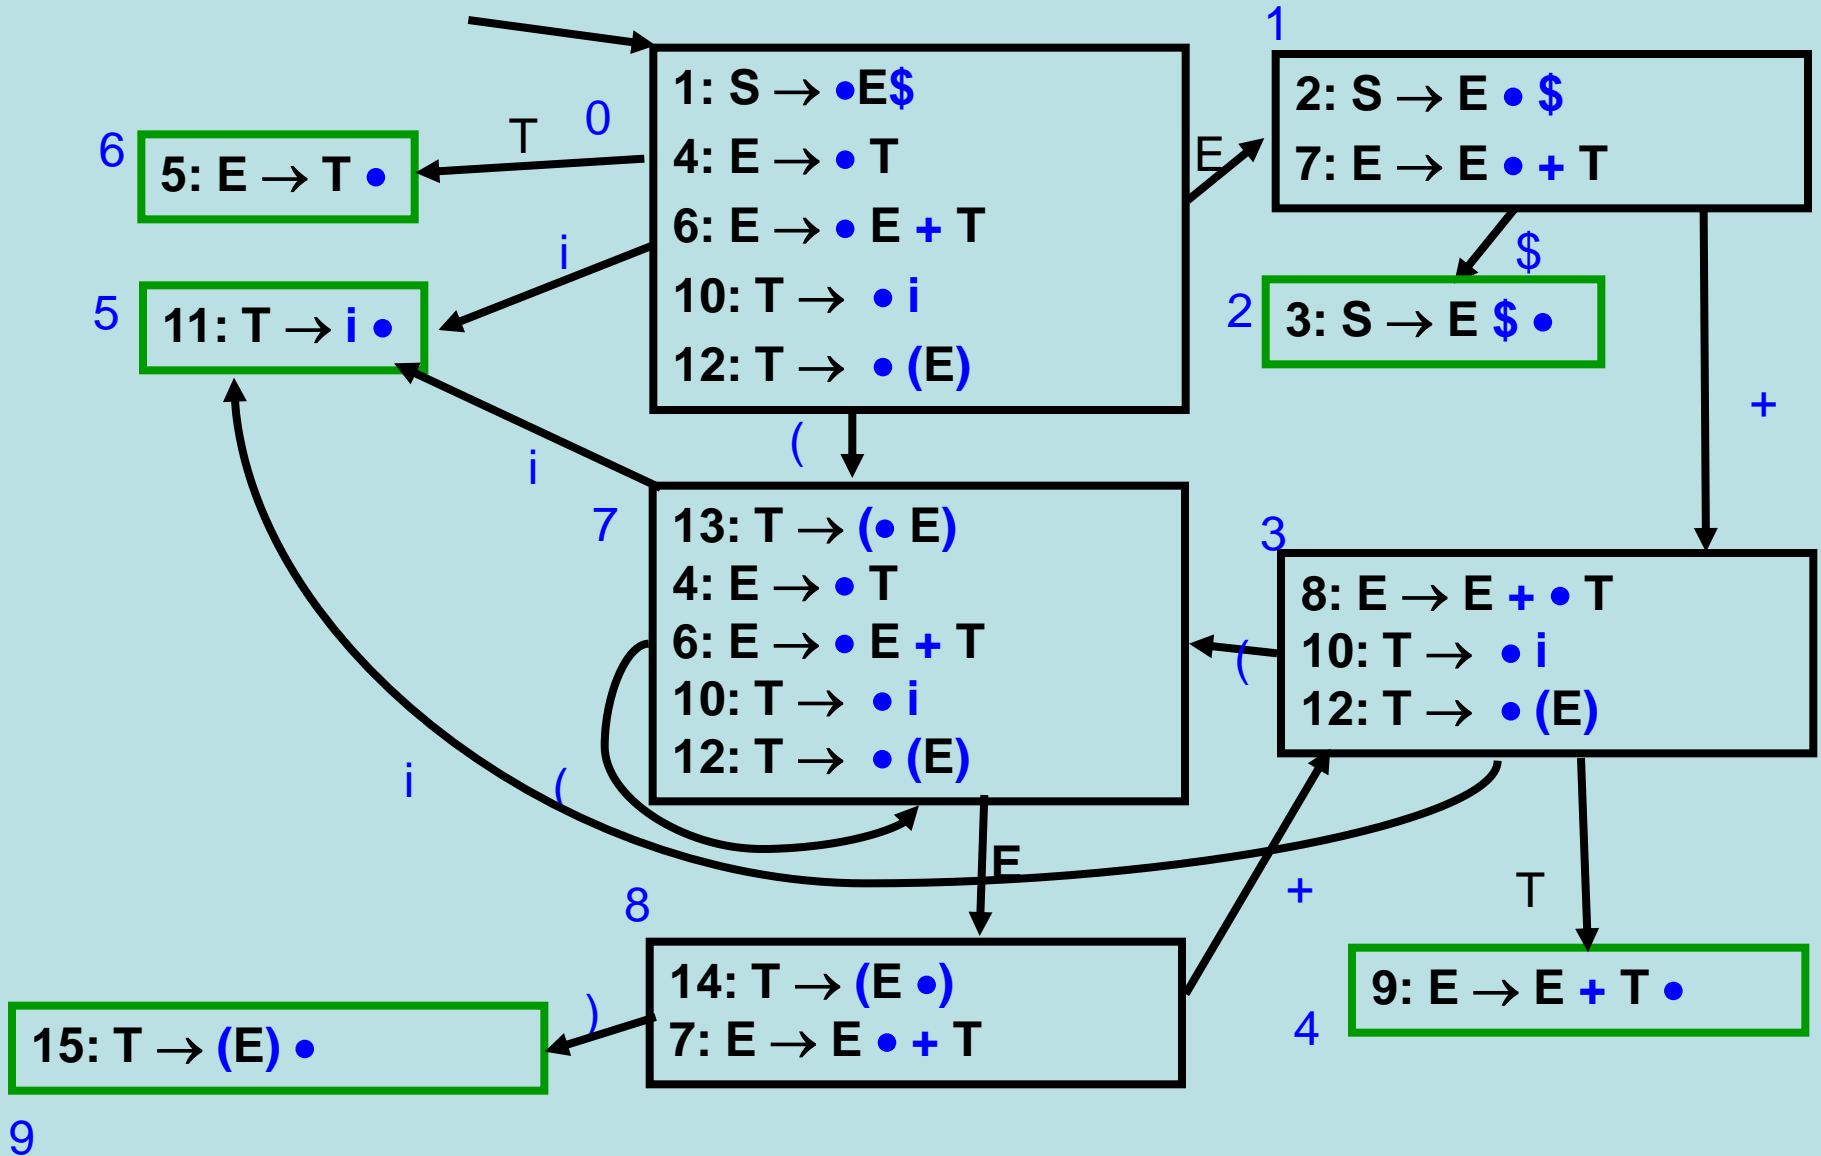 1
0
1: S → •E$
4: E → • T
6: E → • E + T
10: T → • i
12: T → • (E)
E
2: S → E • $
7: E → E • + T
T
6
5: E → T •
i
5
11: T → i •
$
2
3: S → E $ •
+
(
i
7
13: T → (• E)
4: E → • T
6: E → • E + T
10: T → • i
12: T → • (E)
3
8: E → E + • T
10: T → • i
12: T → • (E)
(
i
(
E
+
T
8
14: T → (E •)
7: E → E • + T
4
9: E → E + T •
)
15: T → (E) •
9